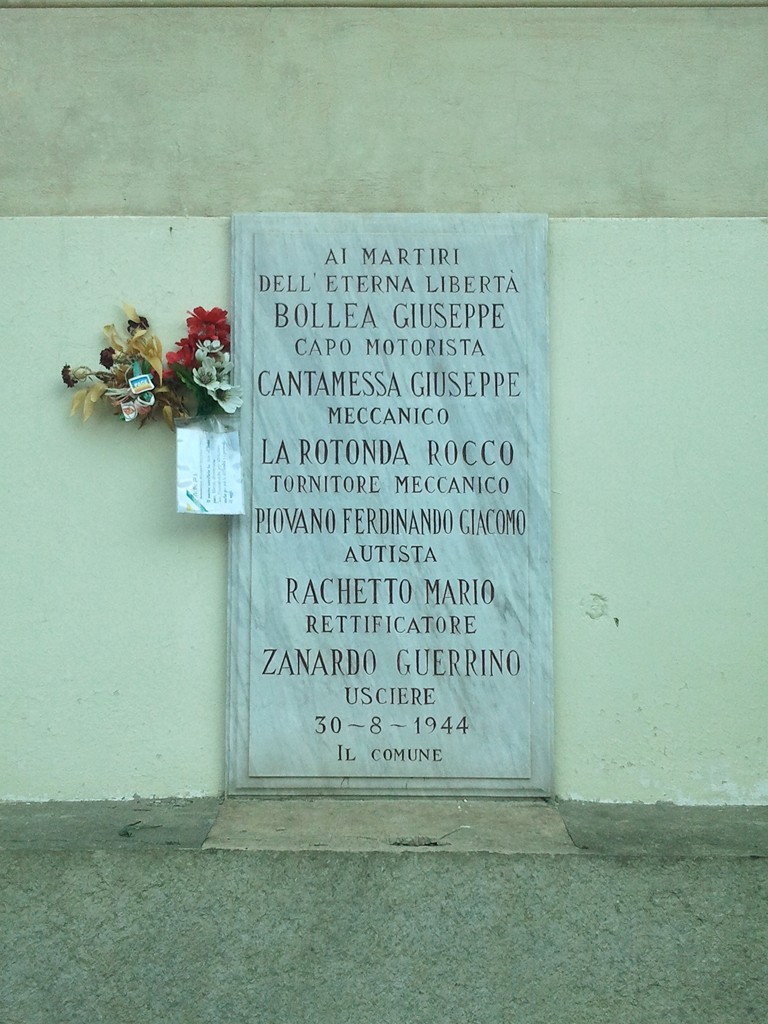 AI MARTIRI
DELL'ETERNA LIBERTÀ
BOLLEA GIUSEPPE
CAPO MOTORISTA
CANTAMESSA GIUSEPPE
MECCANICO
LA ROTONDA ROCCO
TORNITORE MECCANICO
PIOVANO FERDINANDO GIACOMO
AUTISTA
RACHETTO MARIO
RETTIFICATORE
ZANARDO GUERRINO
USCIERE
30-8-1944
IL COMUNE